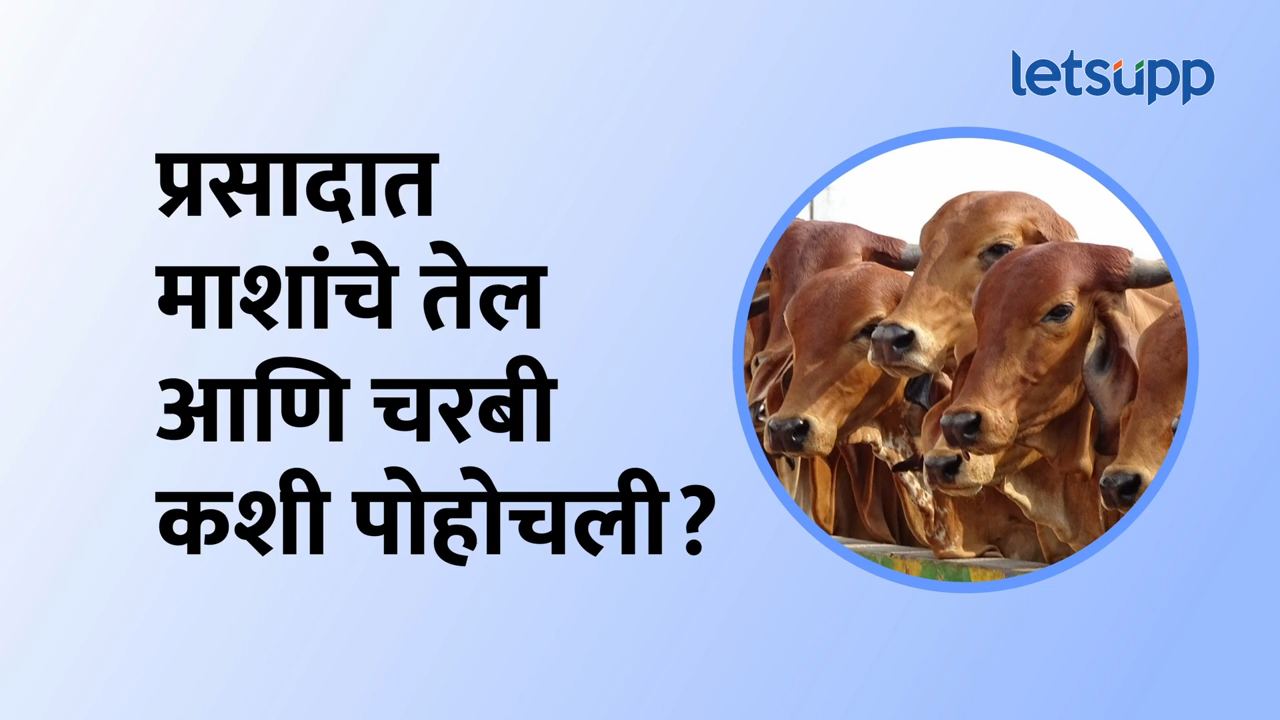 letsupp
प्रसादात
माशांचे तेल
आणि चरबी
कशी पोहोचली?